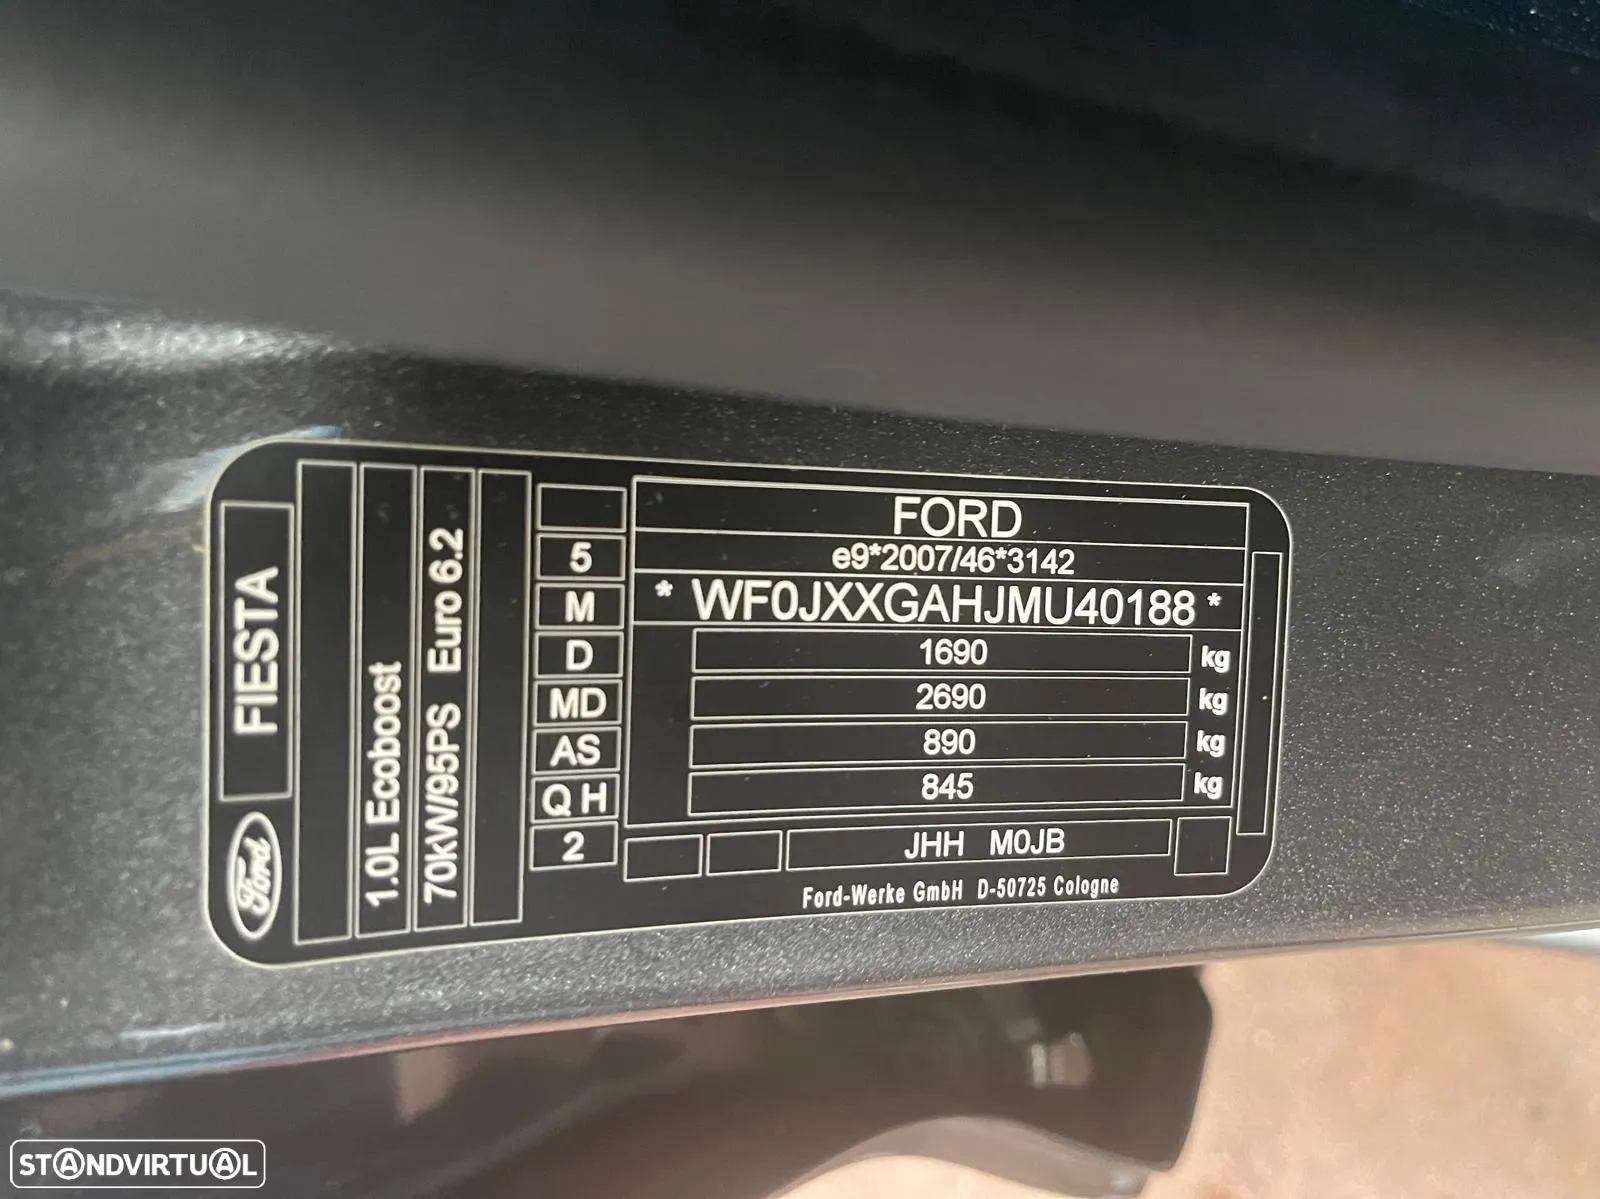 FORD
e9*2007/46*3142
* WF0JXXGAHJMU40188 *
1690 kg
2690 kg
890 kg
845 kg
JHH M0JB
Ford-Werke GmbH D-50725 Cologne
5
M
D
MD
AS
Q H
2
Ford
FIESTA
1.0L Ecoboost
70kW/95PS Euro 6.2
STANDVIRTUAL